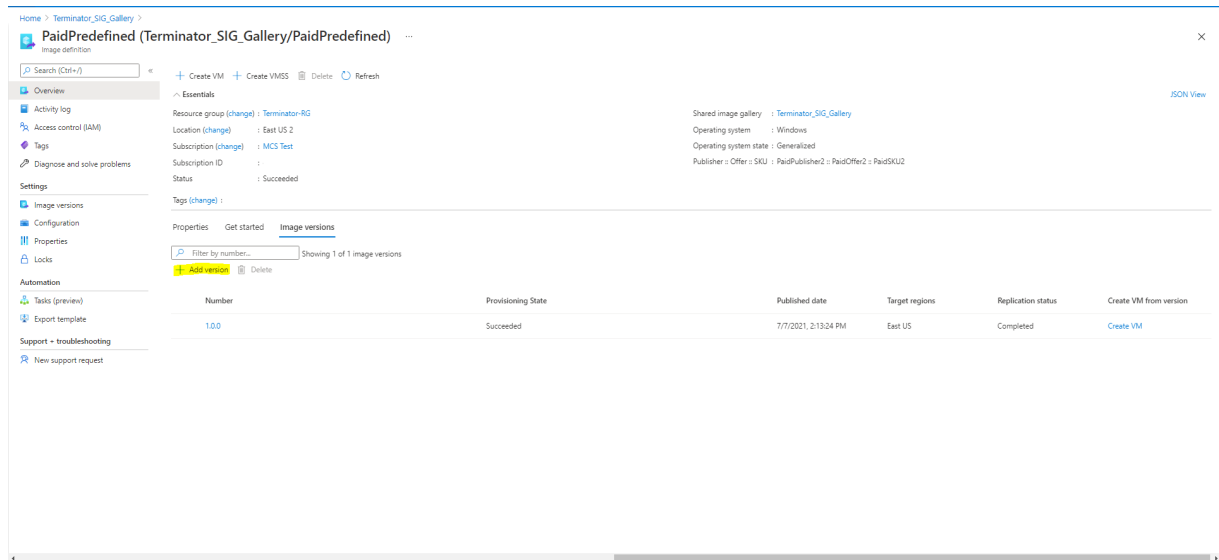 Home > Terminator_SIG_Gallery >
PaidPredefined (Terminator_SIG_Gallery/PaidPredefined) ...
Image definition
Search (Ctrl+/) «
Overview
Activity log
Access control (IAM)
Tags
Diagnose and solve problems
Settings
Image versions
Configuration
Properties
Locks
Automation
Tasks (preview)
Export template
Support + troubleshooting
New support request
+ Create VM + Create VMSS Delete Refresh
Essentials JSON View
Resource group (change) : Terminator-RG
Location (change) : East US 2
Subscription (change) : MCS Test
Subscription ID :
Status : Succeeded
Shared image gallery : Terminator_SIG_Gallery
Operating system : Windows
Operating system state : Generalized
Publisher :: Offer :: SKU : PaidPublisher2 :: PaidOffer2 :: PaidSKU2
Tags (change) :
Properties Get started Image versions
Filter by number... Showing 1 of 1 image versions
+ Add version Delete
Number Provisioning State Published date Target regions Replication status Create VM from version
1.0.0 Succeeded 7/7/2021, 2:13:24 PM East US Completed Create VM